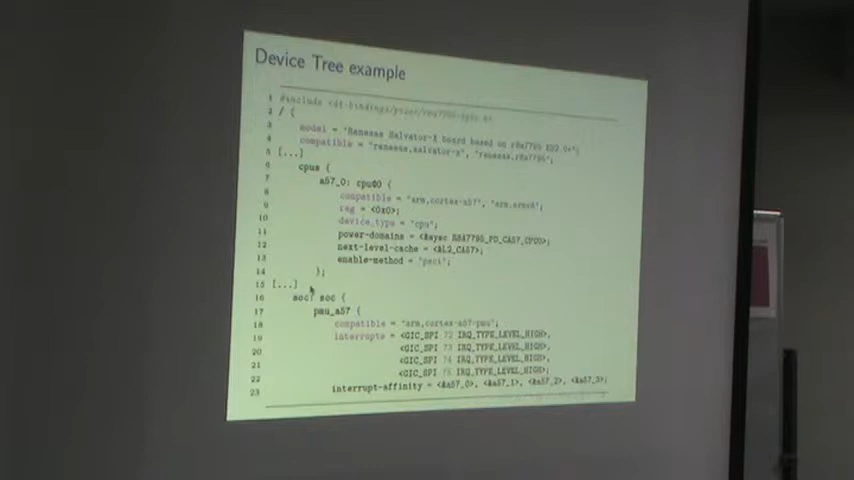 Device Tree example
1 #include <dt-bindings/power/r8a7795-sysc.h>
2 / {
3 model = "Renesas Salvator-X board based on r8a7795 ES2.0+";
4 compatible = "renesas,salvator-x", "renesas,r8a7795";
5 [...]
6 cpus {
7 a57_0: cpu@0 {
8 compatible = "arm,cortex-a57", "arm,armv8";
9 reg = <0x0>;
10 device_type = "cpu";
11 power-domains = <&sysc R8A7795_PD_CA57_CPU0>;
12 next-level-cache = <&L2_CA57>;
13 enable-method = "psci";
14 };
15 [...]
16 soc: soc {
17 pmu_a57 {
18 compatible = "arm,cortex-a57-pmu";
19 interrupts = <GIC_SPI 72 IRQ_TYPE_LEVEL_HIGH>,
20 <GIC_SPI 73 IRQ_TYPE_LEVEL_HIGH>,
21 <GIC_SPI 74 IRQ_TYPE_LEVEL_HIGH>,
22 <GIC_SPI 75 IRQ_TYPE_LEVEL_HIGH>;
23 interrupt-affinity = <&a57_0>, <&a57_1>, <&a57_2>, <&a57_3>;